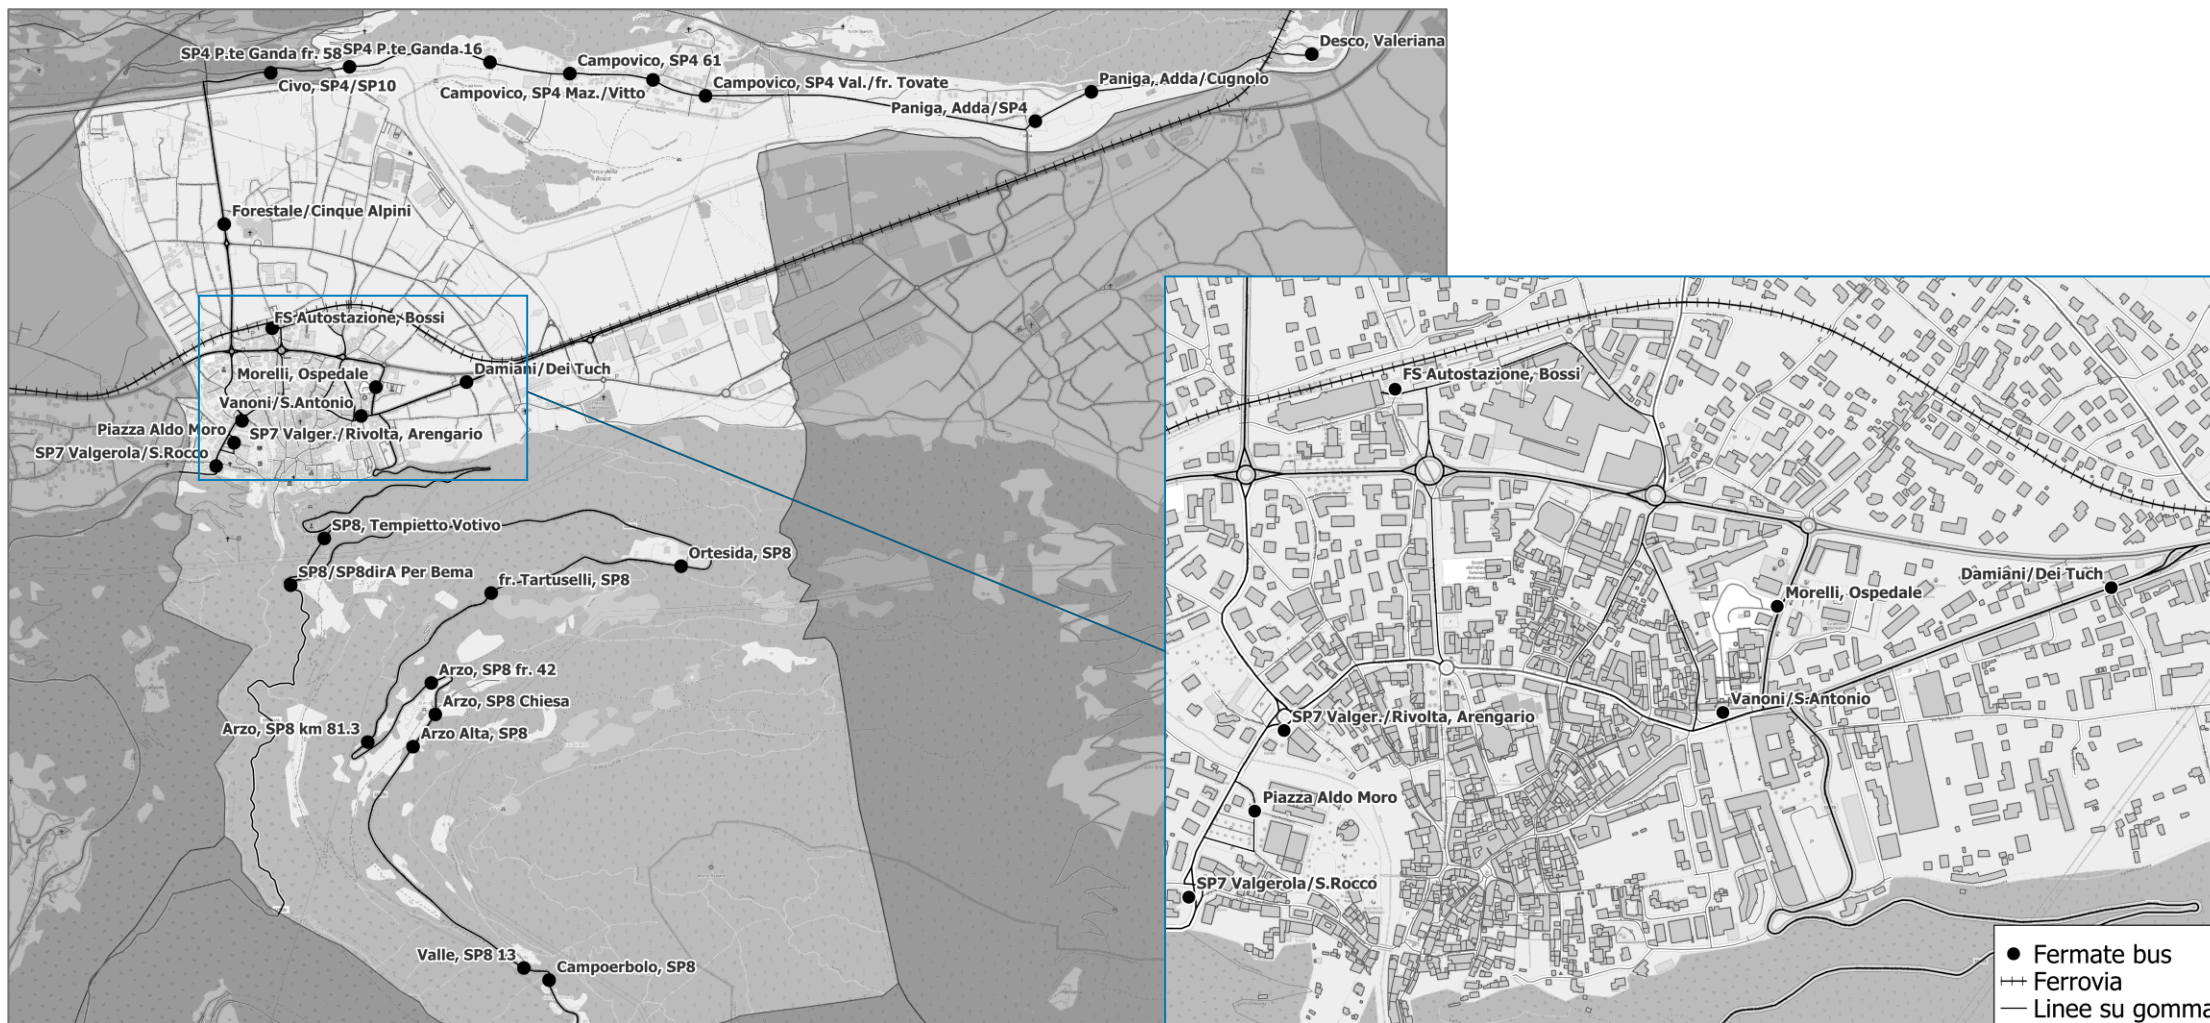 SP4 P.te Ganda fr. 58
SP4 P.te Ganda 16
Civo, SP4/SP10
Campovico, SP4 61
Campovico, SP4 Maz./Vitto
Campovico, SP4 Val./fr. Tovate
Paniga, Adda/SP4
Paniga, Adda/Cugnolo
Desco, Valeriana
Forestale/Cinque Alpini
FS Autostazione, Bossi
Morelli, Ospedale
Damiani/Dei Tuch
Vanoni/S.Antonio
Piazza Aldo Moro
SP7 Valger./Rivolta, Arengario
SP7 Valgerola/S.Rocco
SP8, Tempietto Votivo
Ortesida, SP8
SP8/SP8dirA Per Bema
fr. Tartuselli, SP8
Arzo, SP8 fr. 42
Arzo, SP8 Chiesa
Arzo, SP8 km 81.3
Arzo Alta, SP8
Valle, SP8 13
Campoerbolo, SP8
FS Autostazione, Bossi
Damiani/Dei Tuch
Morelli, Ospedale
Vanoni/S.Antonio
SP7 Valger./Rivolta, Arengario
Piazza Aldo Moro
SP7 Valgerola/S.Rocco
Fermate bus
Ferrovia
Linee su gomma